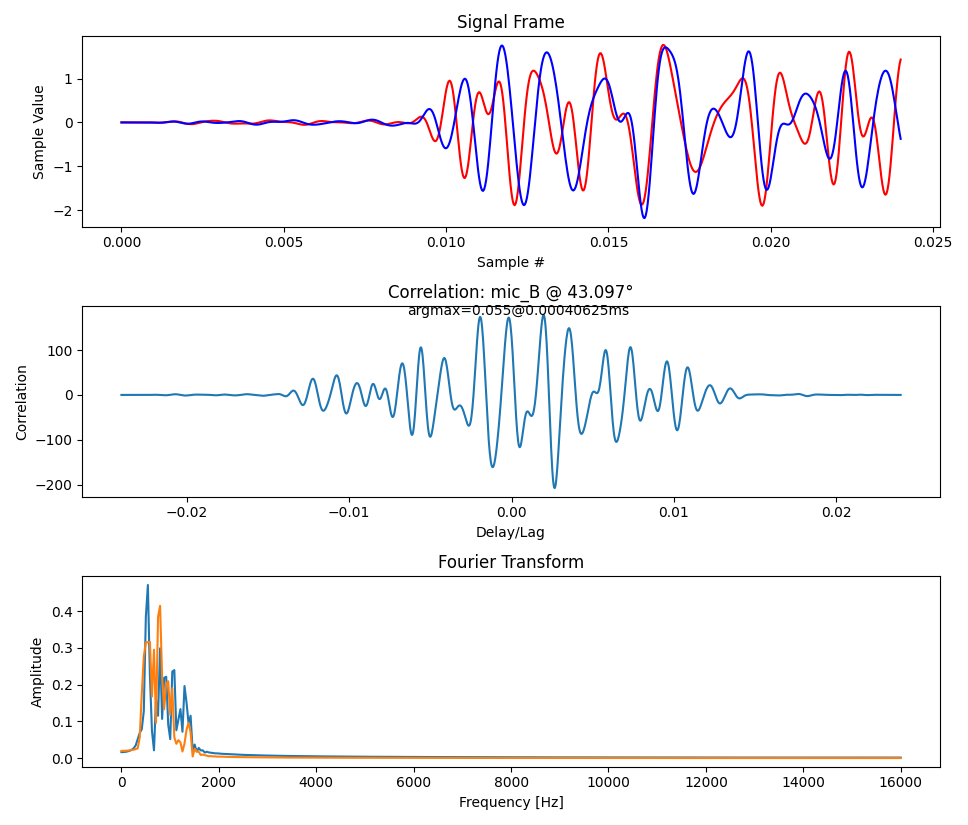 Signal Frame
Sample Value
1
0
−1
−2
0.000 0.005 0.010 0.015 0.020 0.025
Sample #
Correlation: mic_B @ 43.097°
argmax=0.055@0.00040625ms
Correlation
100
0
−100
−200
−0.02 −0.01 0.00 0.01 0.02
Delay/Lag
Fourier Transform
Amplitude
0.4
0.3
0.2
0.1
0.0
0 2000 4000 6000 8000 10000 12000 14000 16000
Frequency [Hz]